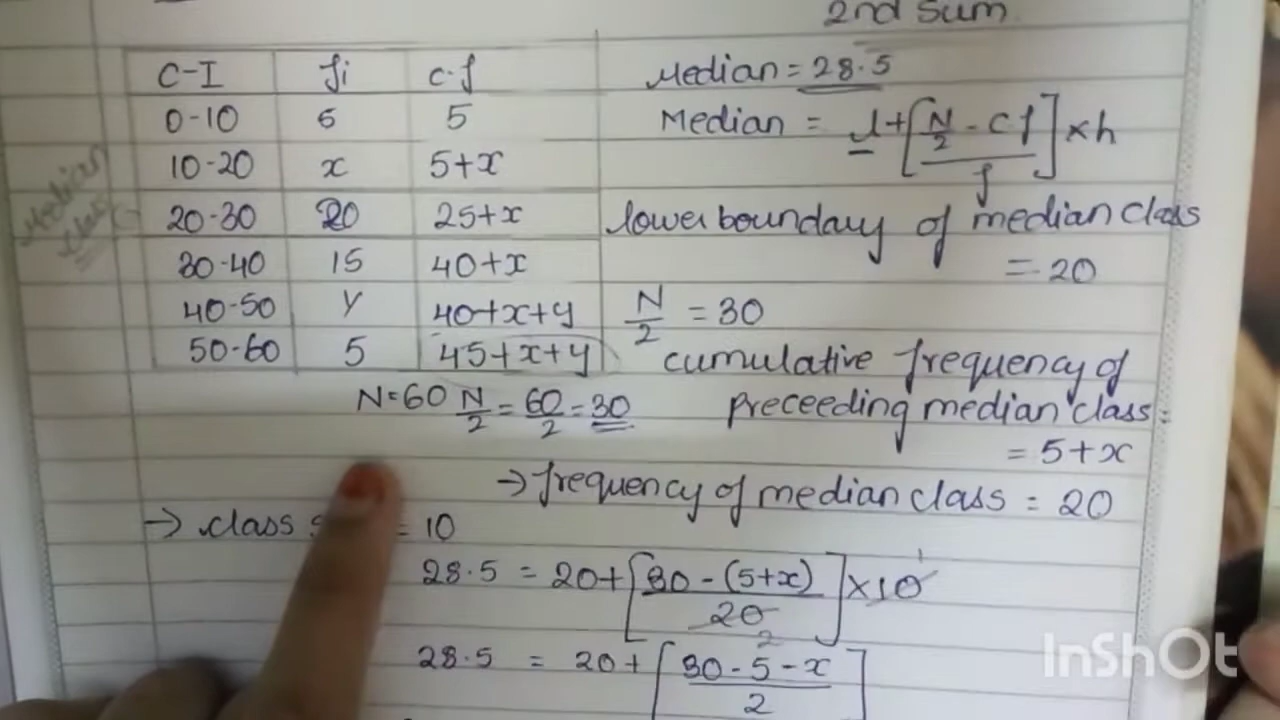 2nd Sum
C-I fi c.f
0-10 5 5
10-20 x 5+x
20-30 20 25+x
30-40 15 40+x
40-50 y 40+x+y
50-60 5 45+x+y
Median class
N=60 N/2 = 60/2 = 30
Median = 28.5
Median = l+[N/2 - cf / f] ×h
lower boundary of median class
= 20
N/2 = 30
cumulative frequency of
preceeding median class:
= 5+x
→ frequency of median class = 20
→ class = 10
28.5 = 20+[30-(5+x) / 20] ×10 1
2
28.5 = 20+[30-5-x / 2]
InShOt